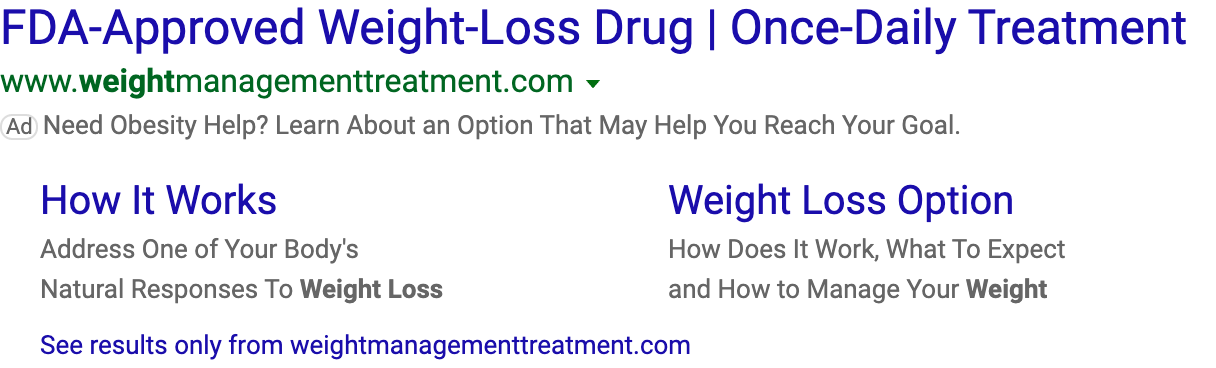 FDA-Approved Weight-Loss Drug | Once-Daily Treatment
www.weightmanagementtreatment.com
Ad Need Obesity Help? Learn About an Option That May Help You Reach Your Goal.
How It Works
Address One of Your Body's
Natural Responses To Weight Loss
Weight Loss Option
How Does It Work, What To Expect
and How to Manage Your Weight
See results only from weightmanagementtreatment.com